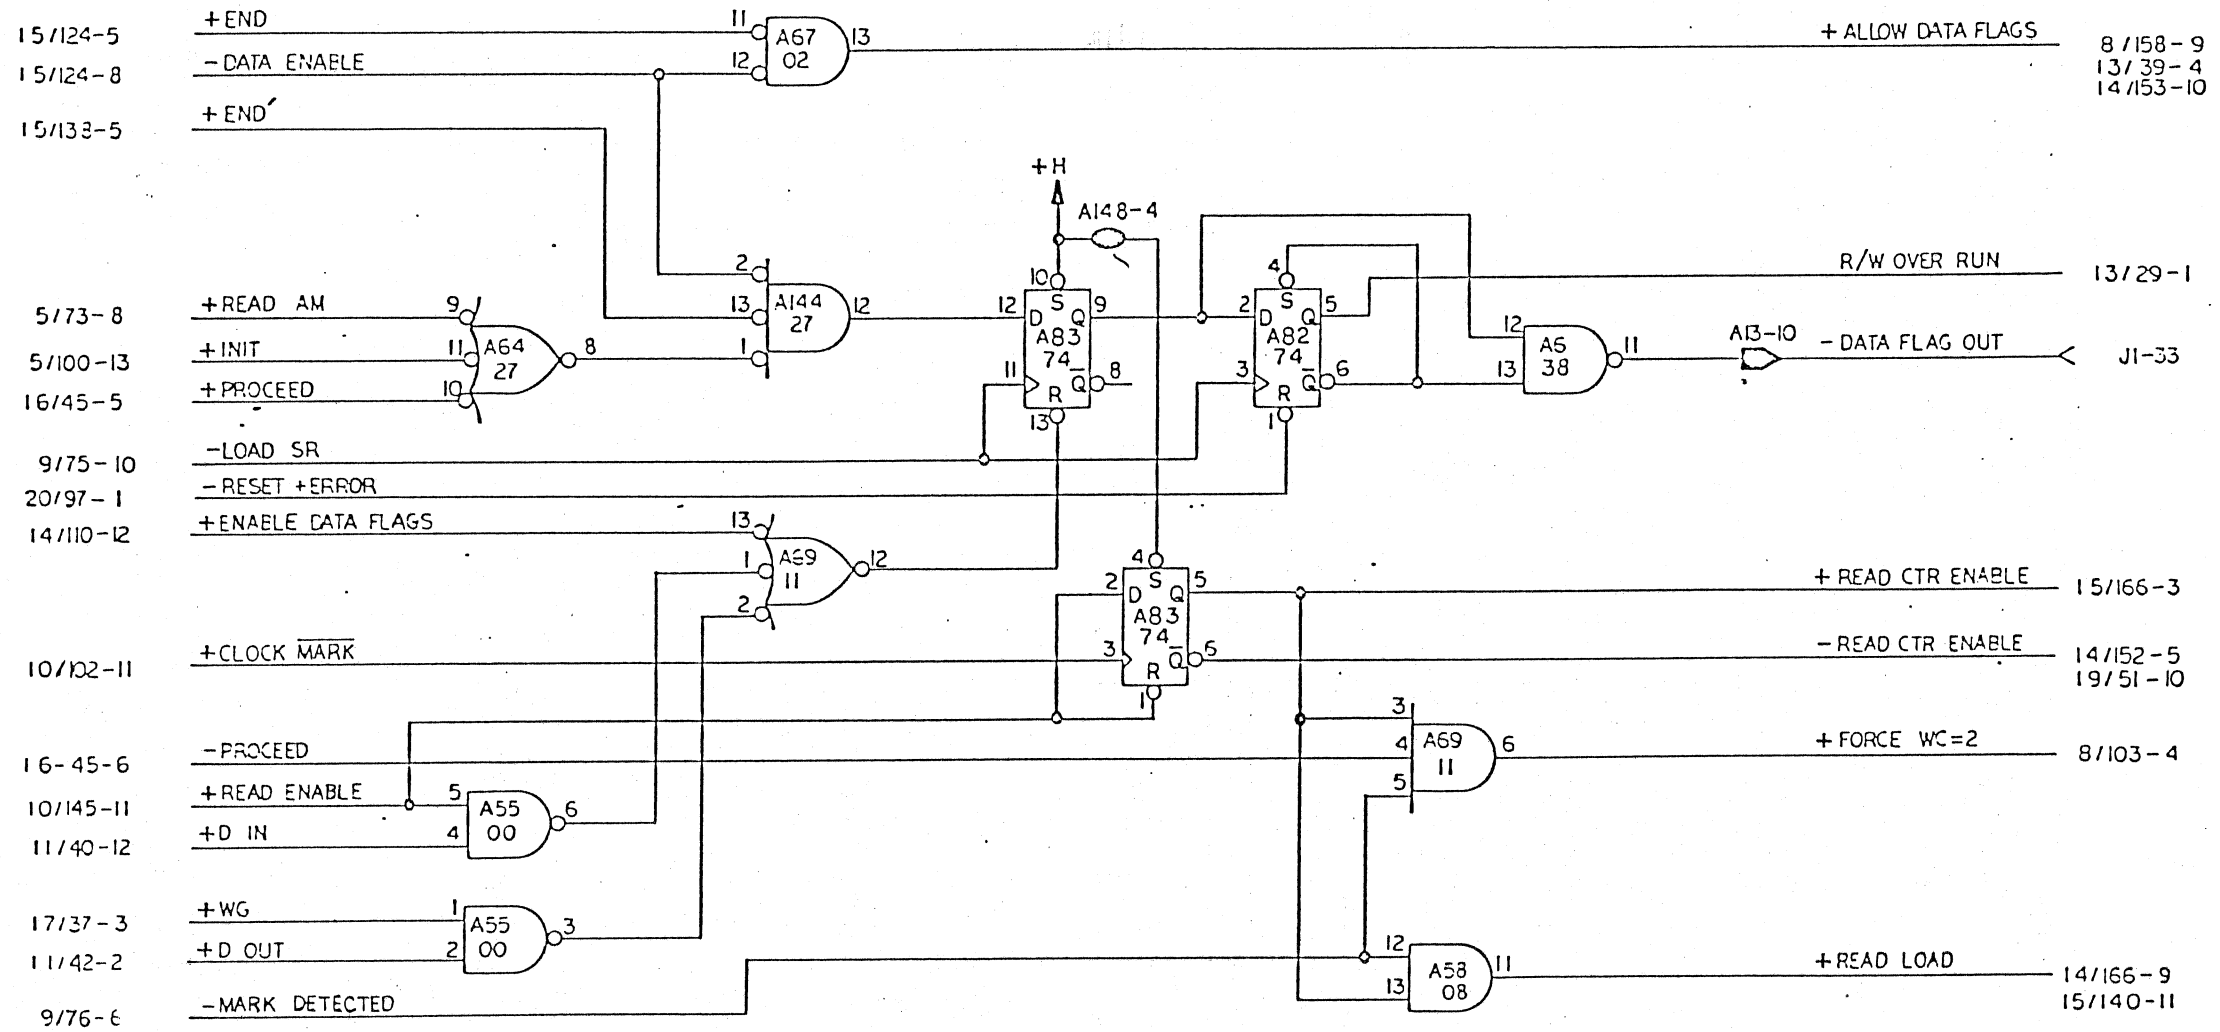 15/124-5 +END 11 A67 02 13 +ALLOW DATA FLAGS 8/158-9
15/124-8 -DATA ENABLE 12 13/39-4
14/153-10
15/133-5 +END′
+H
A148-4
2 10 4 R/W OVER RUN 13/29-1
5/73-8 +READ AM 9 13 A144 27 12 12 D S Q 9 2 D S Q 5
5/100-13 +INIT 11 A64 27 8 1 A83 74 A82 74 12 A6 38 11 A13-10 -DATA FLAG OUT J1-33
16/45-5 +PROCEED 10 11 Q 8 3 Q 6 13
R 13 R 1
9/75-10 -LOAD SR
20/97-1 -RESET +ERROR
14/110-12 +ENABLE DATA FLAGS 13
1 A69 11 12 4
2 2 D S Q 5 +READ CTR ENABLE 15/166-3
A83 74
10/102-11 +CLOCK MARK 3 Q 6 -READ CTR ENABLE 14/152-5
R 1 19/51-10
3
16-45-6 -PROCEED 4 A69 11 6 +FORCE WC=2 8/103-4
5
10/145-11 +READ ENABLE 5 A55 00 6
11/40-12 +D IN 4
17/37-3 +WG 1 A55 00 3
11/42-2 +D OUT 2
12 A58 08 11 +READ LOAD 14/166-9
13 15/140-11
9/76-6 -MARK DETECTED